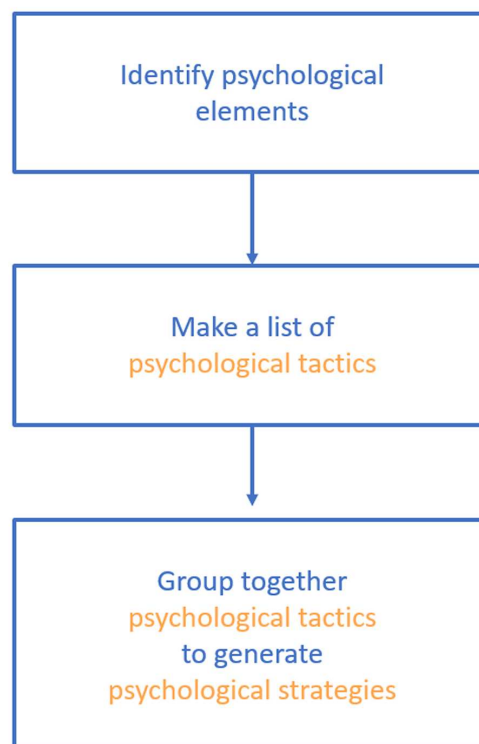 Identify psychological
elements
Make a list of
psychological tactics
Group together
psychological tactics
to generate
psychological strategies